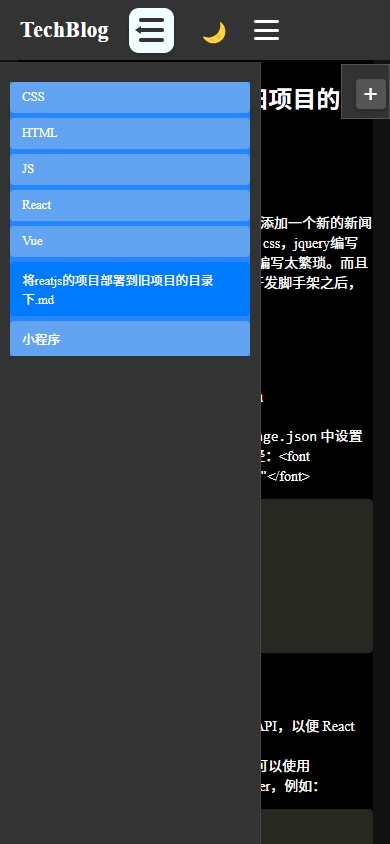 TechBlog
旧项目的
+
CSS
HTML
JS
React
Vue
将reatjs的项目部署到旧项目的目录
下.md
小程序
添加一个新的新闻
css，jquery编写
编写太繁琐。而且
开发脚手架之后，
age.json 中设置
径：<font
"</font>
API，以便 React
可以使用
er，例如：